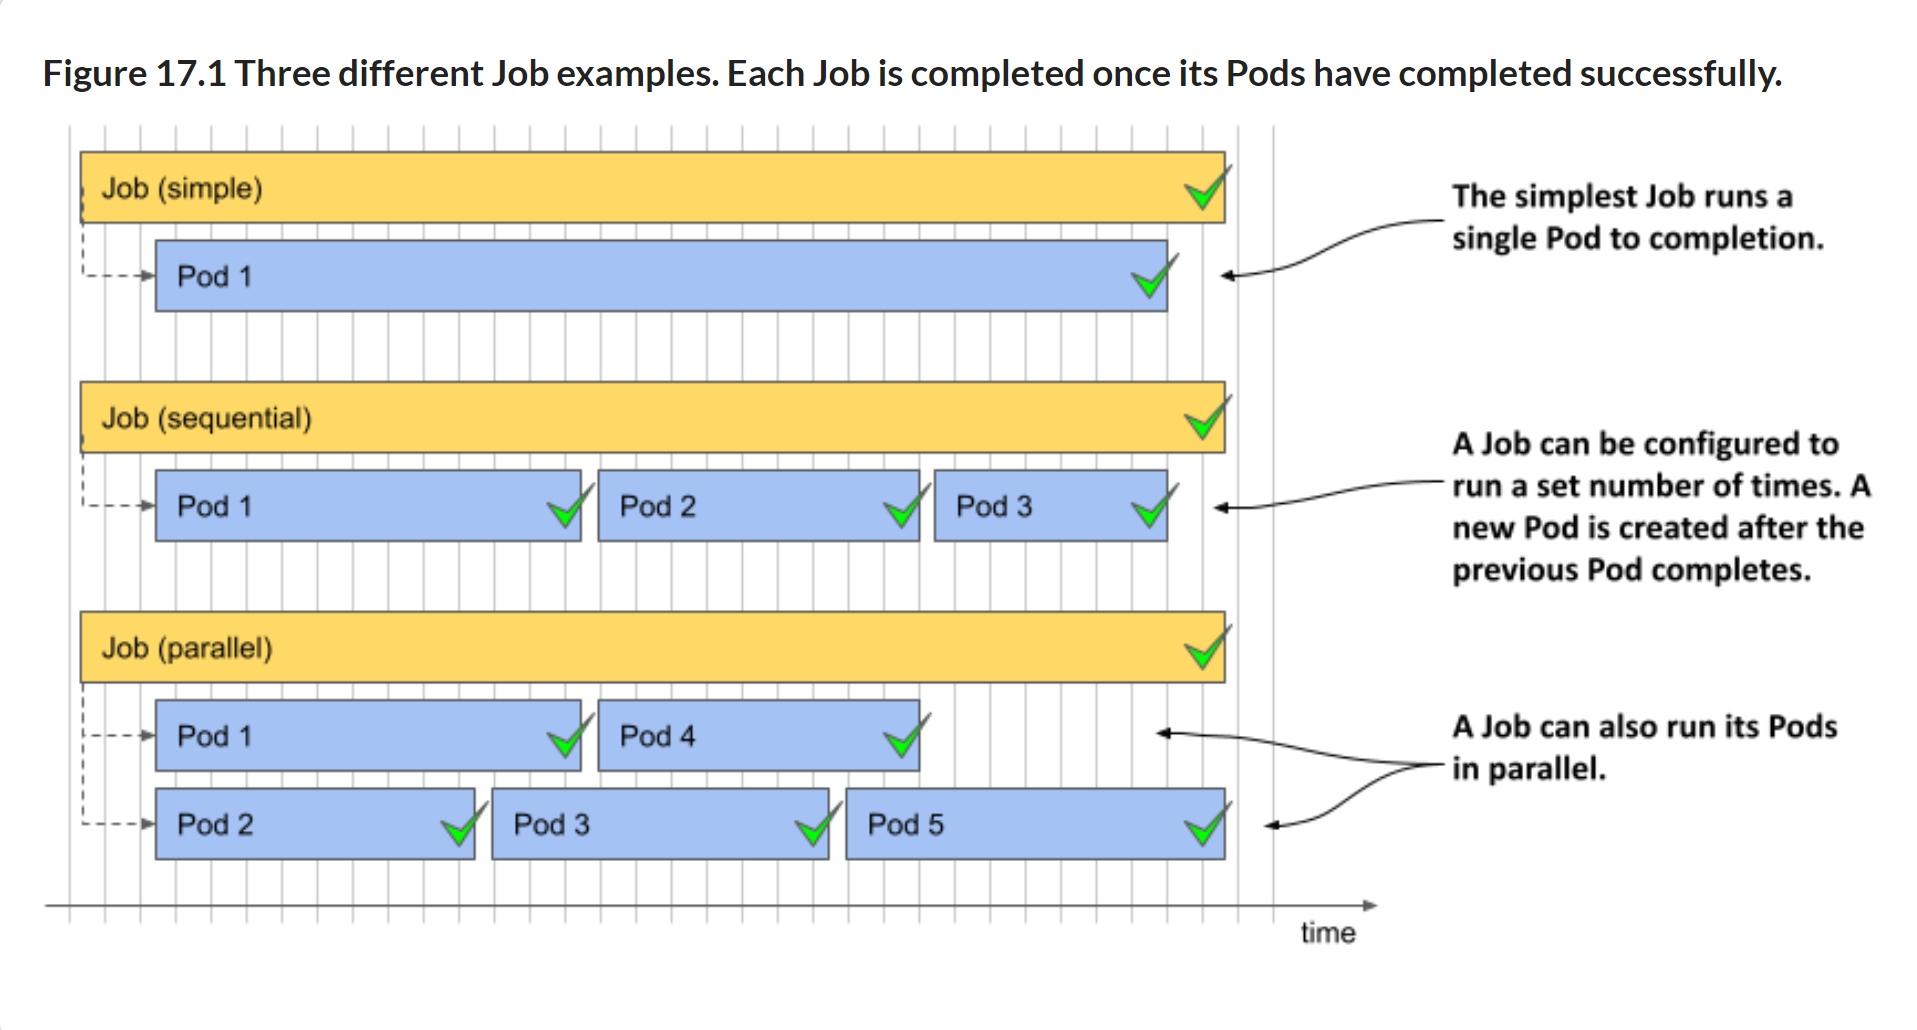 Figure 17.1 Three different Job examples. Each Job is completed once its Pods have completed successfully.
Job (simple)
Pod 1
The simplest Job runs a
single Pod to completion.
Job (sequential)
Pod 1
Pod 2
Pod 3
A Job can be configured to
run a set number of times. A
new Pod is created after the
previous Pod completes.
Job (parallel)
Pod 1
Pod 4
Pod 2
Pod 3
Pod 5
A Job can also run its Pods
in parallel.
time